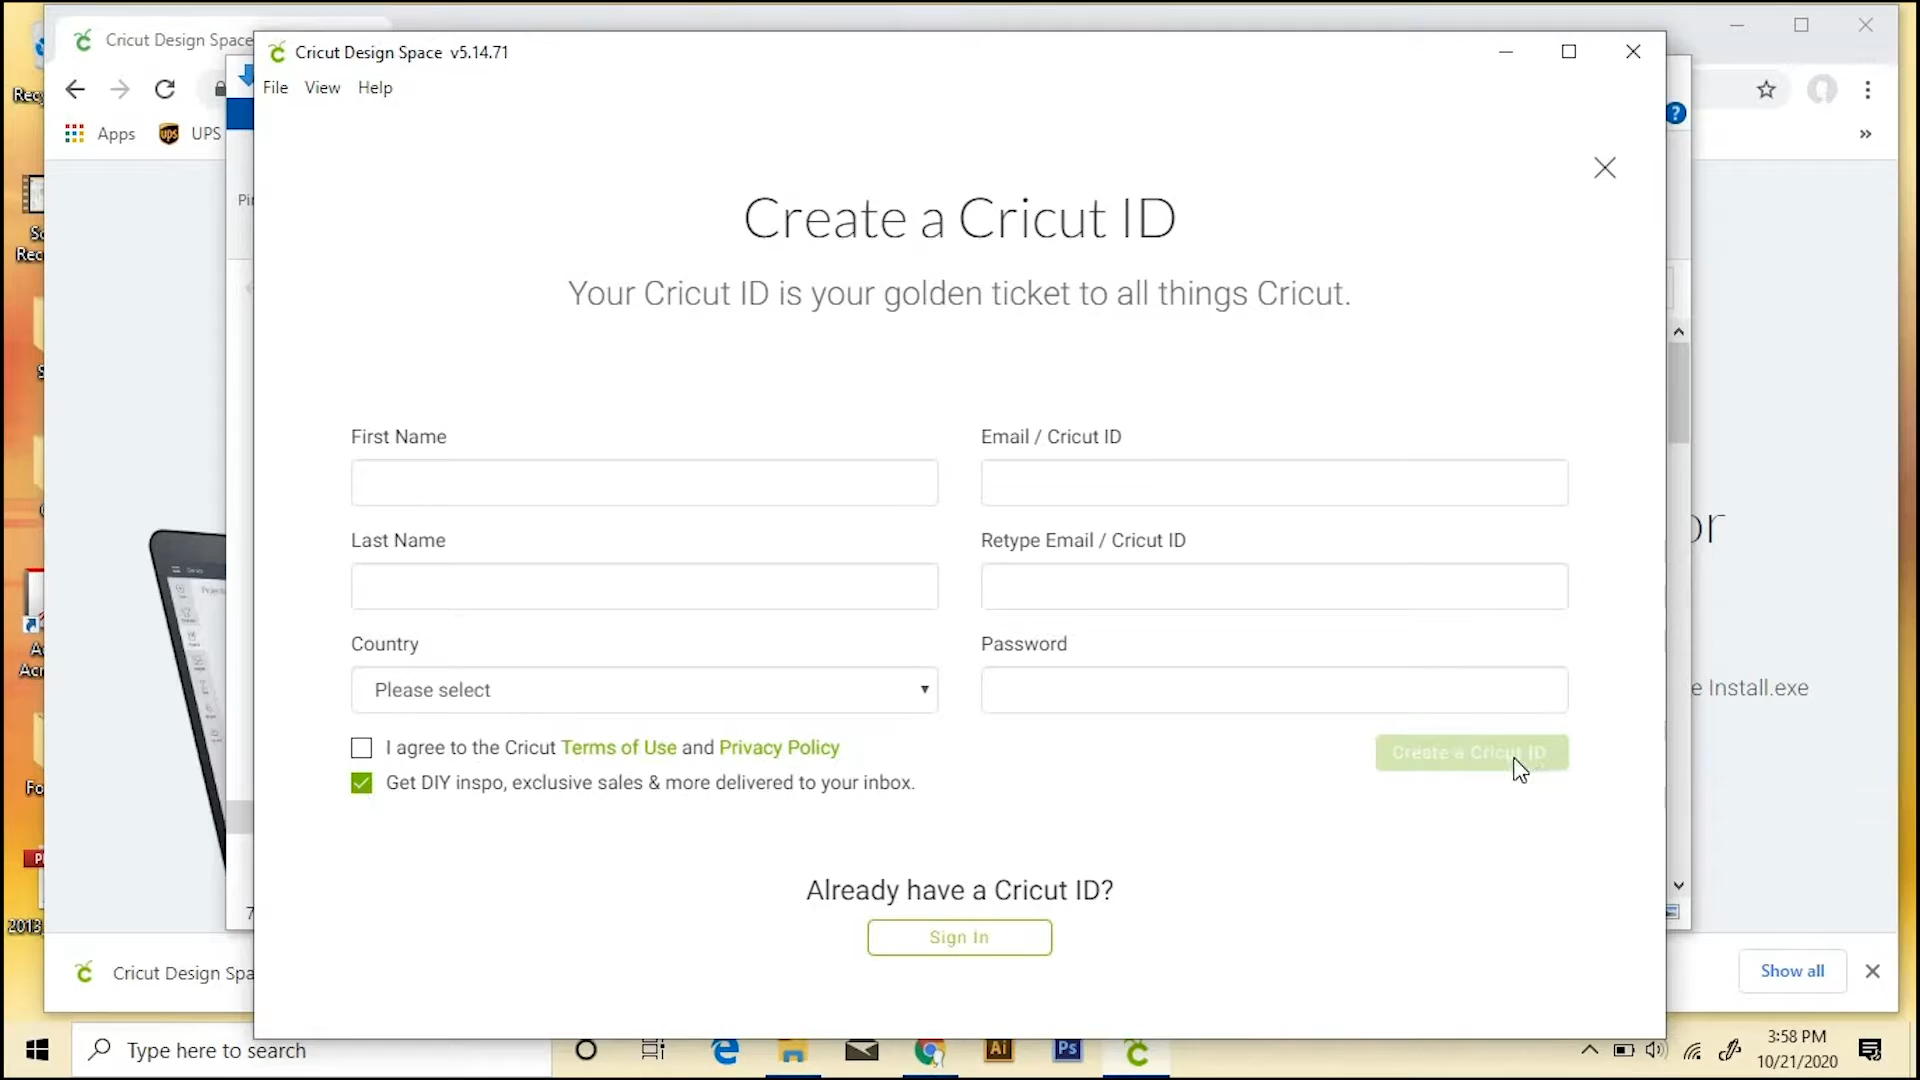 Cricut Design Space
Cricut Design Space v5.14.71
File View Help
Apps UPS
Create a Cricut ID
Your Cricut ID is your golden ticket to all things Cricut.
First Name
Email / Cricut ID
Last Name
Retype Email / Cricut ID
Country
Password
Please select
I agree to the Cricut Terms of Use and Privacy Policy
Create a Cricut ID
Get DIY inspo, exclusive sales & more delivered to your inbox.
Already have a Cricut ID?
Sign In
or
e Install.exe
Cricut Design Spa
Show all
Type here to search
Ai
Ps
3:58 PM
10/21/2020